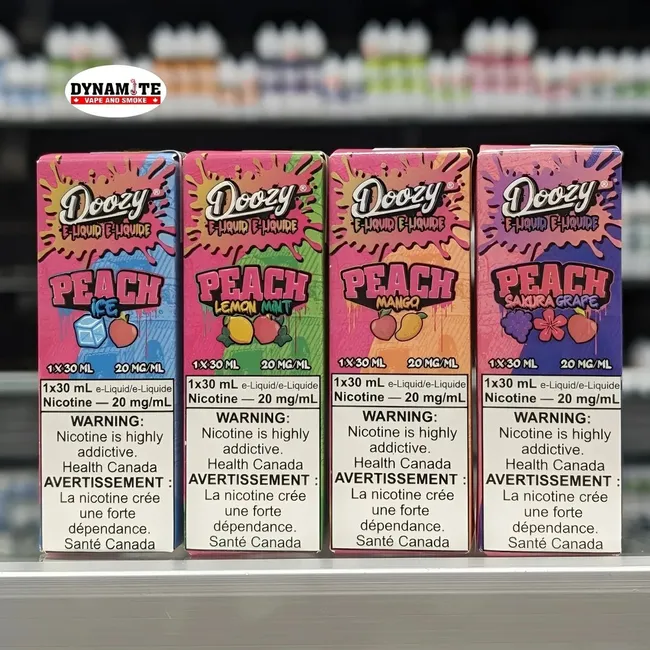 DYNAMITE
VAPE AND SMOKE
Doozy®
E-LIQUID E-LIQUIDE
PEACH
ICE
1 X 30 ML 20 MG/ML
1x30 mL e-Liquid/e-Liquide
Nicotine — 20 mg/mL
WARNING:
Nicotine is highly
addictive.
Health Canada
AVERTISSEMENT :
La nicotine crée
une forte
dépendance.
Santé Canada
Doozy®
E-LIQUID E-LIQUIDE
PEACH
LEMON MINT
1 X 30 ML 20 MG/ML
1x30 mL e-Liquid/e-Liquide
Nicotine — 20 mg/mL
WARNING:
Nicotine is highly
addictive.
Health Canada
AVERTISSEMENT :
La nicotine crée
une forte
dépendance.
Santé Canada
Doozy®
E-LIQUID E-LIQUIDE
PEACH
MANGO
1 X 30 ML 20 MG/ML
1x30 mL e-Liquid/e-Liquide
Nicotine — 20 mg/mL
WARNING:
Nicotine is highly
addictive.
Health Canada
AVERTISSEMENT :
La nicotine crée
une forte
dépendance.
Santé Canada
Doozy®
E-LIQUID E-LIQUIDE
PEACH
SAKURA GRAPE
1 X 30 ML 20 MG/ML
1x30 mL e-Liquid/e-Liquide
Nicotine — 20 mg/mL
WARNING:
Nicotine is highly
addictive.
Health Canada
AVERTISSEMENT :
La nicotine crée
une forte
dépendance.
Santé Canada